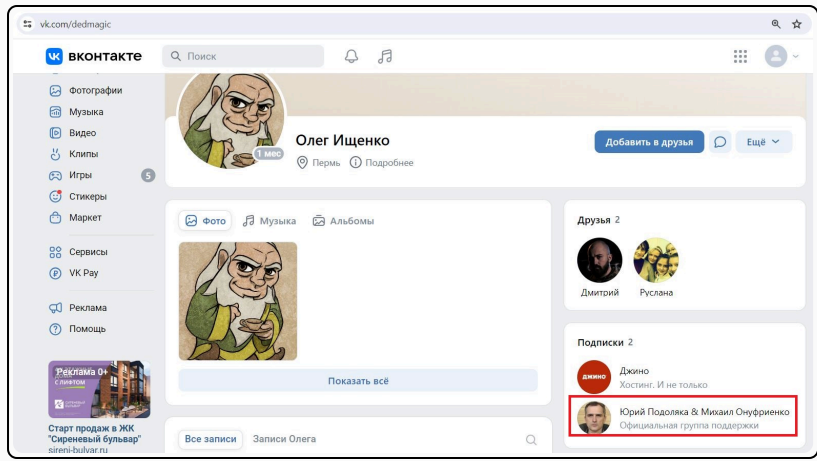 vk.com/dedmagic
вконтакте
Поиск
Фотографии
Музыка
Видео
Клипы
Игры 5
Стикеры
Маркет
Сервисы
VK Pay
Реклама
Помощь
Реклама 0+
с лифтом
Старт продаж в ЖК
"Сиреневый бульвар"
sireni-bulvar.ru
1 мес
Олег Ищенко
Пермь Подробнее
Добавить в друзья
Ещё
Фото Музыка Альбомы
Показать всё
Все записи Записи Олега
Друзья 2
Дмитрий Руслана
Подписки 2
джино
Джино
Хостинг. И не только
Юрий Подоляка & Михаил Онуфриенко
Официальная группа поддержки